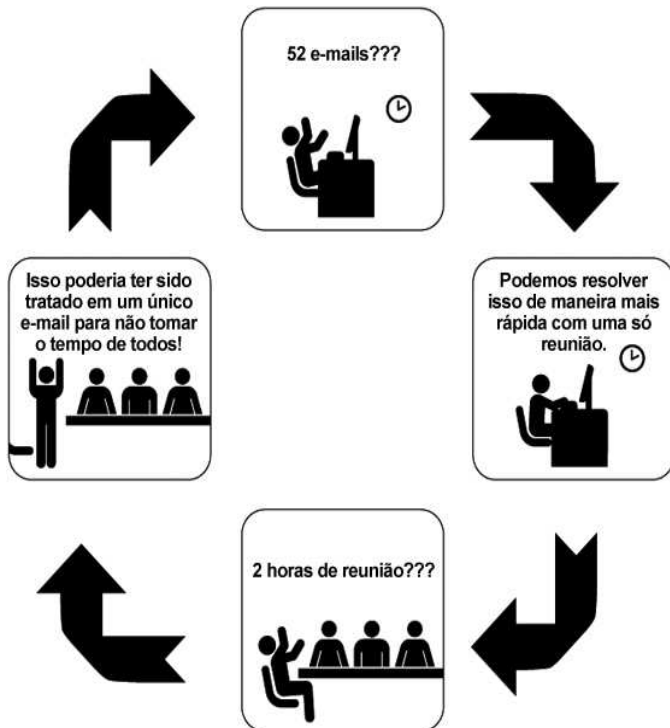 52 e-mails???
Podemos resolver
isso de maneira mais
rápida com uma só
reunião.
2 horas de reunião???
Isso poderia ter sido
tratado em um único
e-mail para não tomar
o tempo de todos!